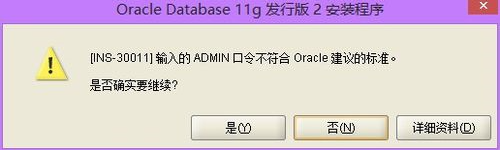 Oracle Database 11g 发行版 2 安装程序
[INS-30011] 输入的 ADMIN 口令不符合 Oracle 建议的标准。
是否确实要继续?
是(Y) 否(N) 详细资料(D)